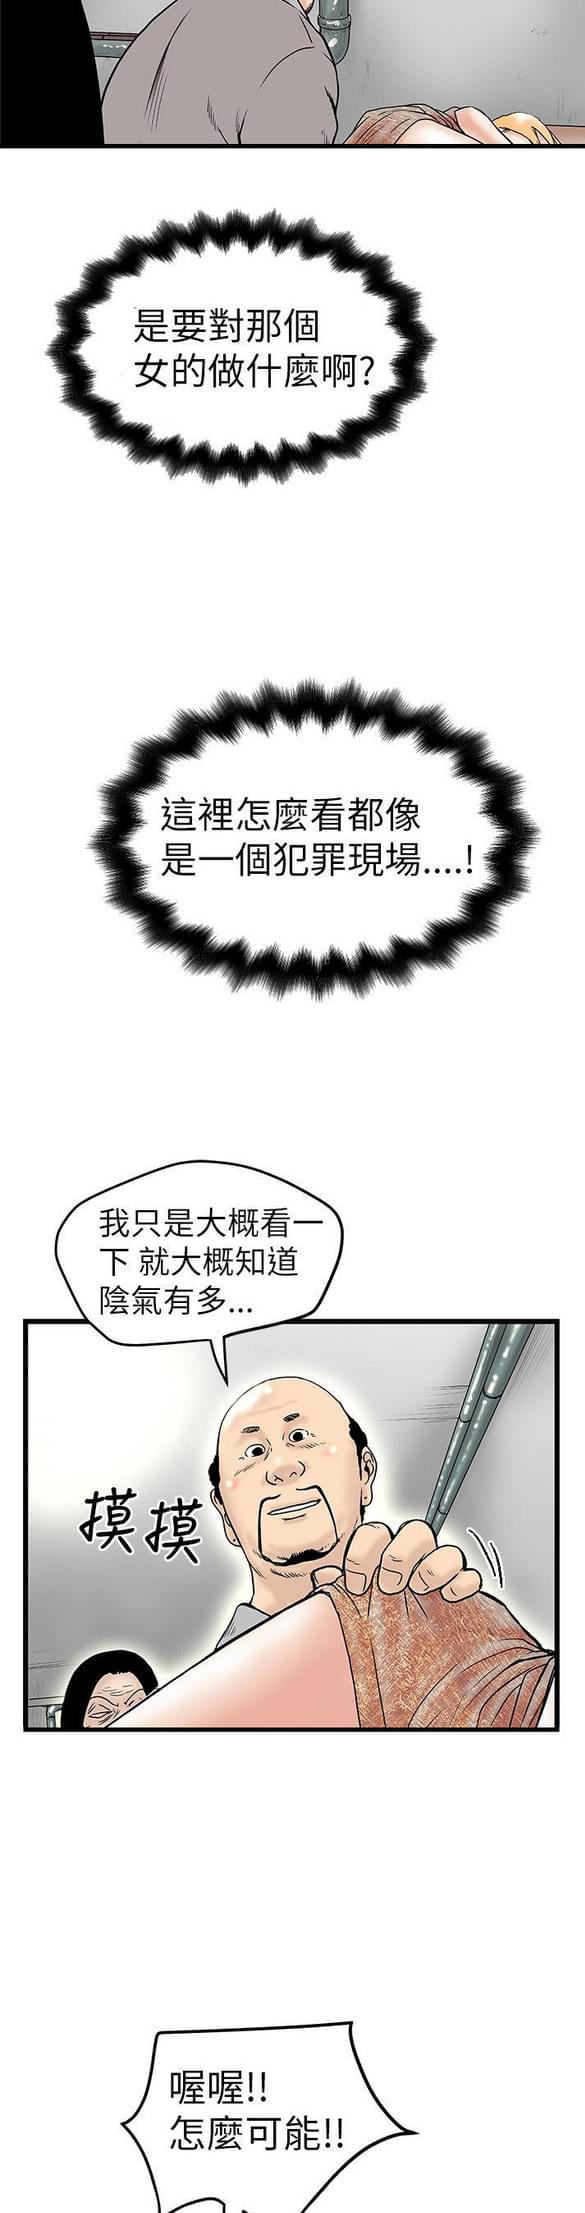 是要對那個
女的做什麼啊?
這裡怎麼看都像
是一個犯罪現場....!
我只是大概看一
下 就大概知道
陰氣有多...
摸摸
喔喔!!
怎麼可能!!